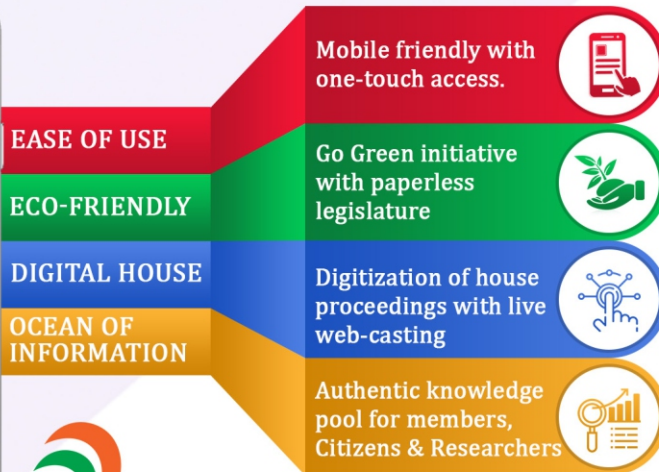 EASE OF USE
Mobile friendly with
one-touch access.
ECO-FRIENDLY
Go Green initiative
with paperless
legislature
DIGITAL HOUSE
Digitization of house
proceedings with live
web-casting
OCEAN OF
INFORMATION
Authentic knowledge
pool for members,
Citizens & Researchers